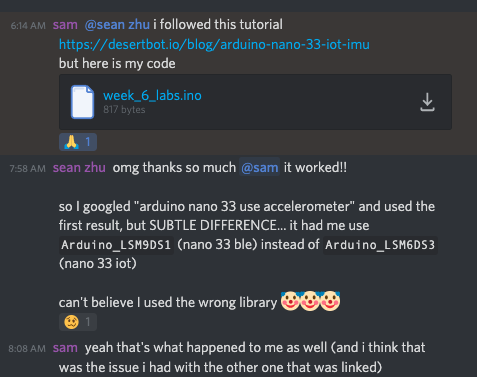 6:14 AM sam @sean zhu i followed this tutorial
https://desertbot.io/blog/arduino-nano-33-iot-imu
but here is my code
week_6_labs.ino
817 bytes
1
7:58 AM sean zhu omg thanks so much @sam it worked!!
so I googled "arduino nano 33 use accelerometer" and used the
first result, but SUBTLE DIFFERENCE... it had me use
Arduino_LSM9DS1 (nano 33 ble) instead of Arduino_LSM6DS3
(nano 33 iot)
can't believe I used the wrong library 🤡🤡🤡
1
8:08 AM sam yeah that's what happened to me as well (and i think that
was the issue i had with the other one that was linked)